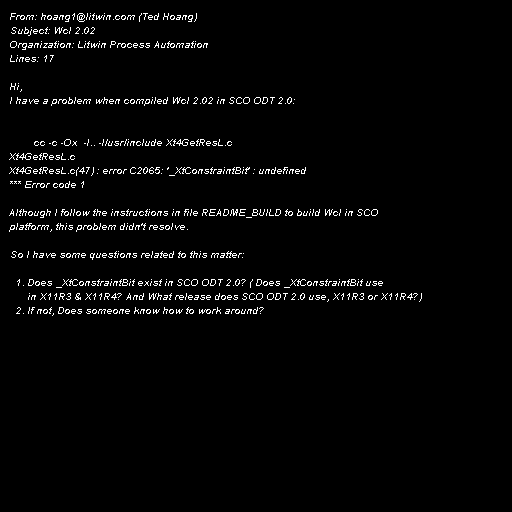 From: hoang1@litwin.com (Ted Hoang)
Subject: Wcl 2.02
Organization: Litwin Process Automation
Lines: 17

Hi,
I have a problem when compiled Wcl 2.02 in SCO ODT 2.0:

cc -c -Ox -I.. -I/usr/include Xt4GetResL.c
Xt4GetResL.c
Xt4GetResL.c(47) : error C2065: '_XtConstraintBit' : undefined
*** Error code 1

Although I follow the instructions in file README_BUILD to build Wcl in SCO
platform, this problem didn't resolve.

So I have some questions related to this matter:

1. Does _XtConstraintBit exist in SCO ODT 2.0? ( Does _XtConstraintBit use
in X11R3 & X11R4? And What release does SCO ODT 2.0 use, X11R3 or X11R4?)
2. If not, Does someone know how to work around?